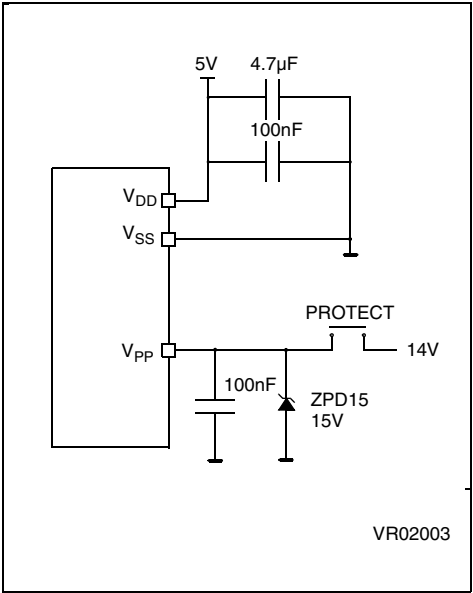 5V 4.7µF
100nF
VDD
VSS
PROTECT
VPP
14V
100nF
ZPD15
15V
VR02003